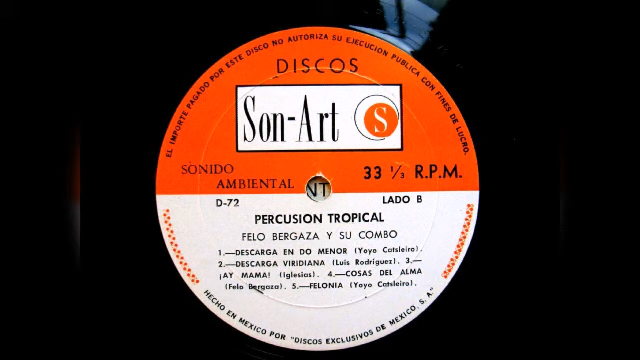 EL IMPORTE PAGADO POR ESTE DISCO NO AUTORIZA SU EJECUCION PUBLICA CON FINES DE LUCRO.
DISCOS
Son-Art S
SONIDO
AMBIENTAL
33 ⅓ R.P.M.
NT
D-72
LADO B
PERCUSION TROPICAL
FELO BERGAZA Y SU COMBO
1.—DESCARGA EN DO MENOR (Yoyo Catsleiro).
2.—DESCARGA VIRIDIANA (Luis Rodríguez). 3.—
¡AY MAMA! (Iglesias). 4.—COSAS DEL ALMA
(Felo Bergaza). 5.—FELONIA (Yoyo Catsleiro).
HECHO EN MEXICO POR "DISCOS EXCLUSIVOS DE MEXICO, S. A."